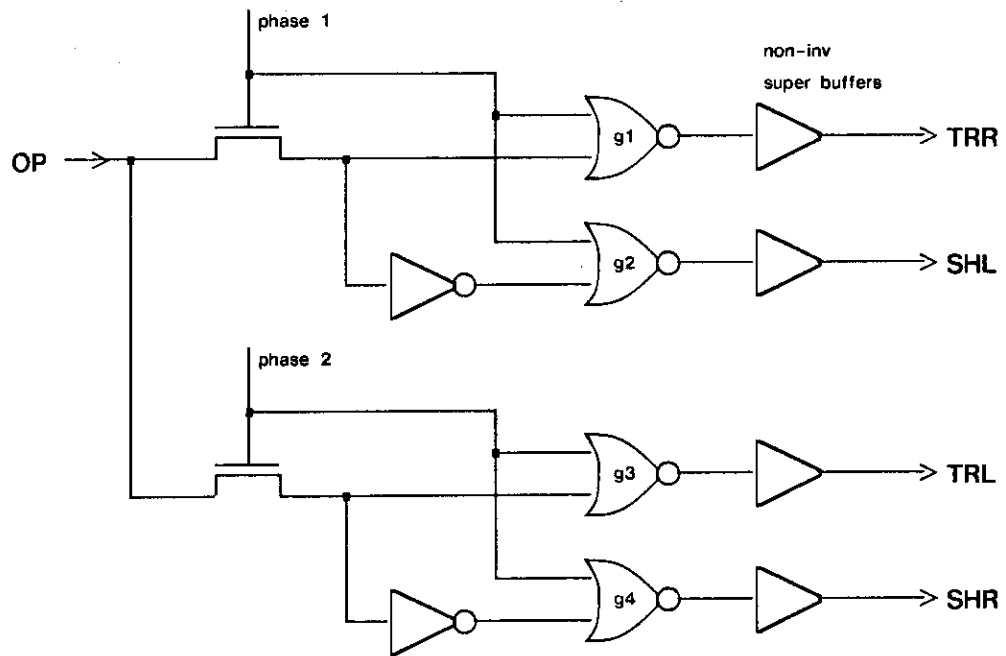 phase 1
non-inv
super buffers
OP
g1
TRR
g2
SHL
phase 2
g3
TRL
g4
SHR